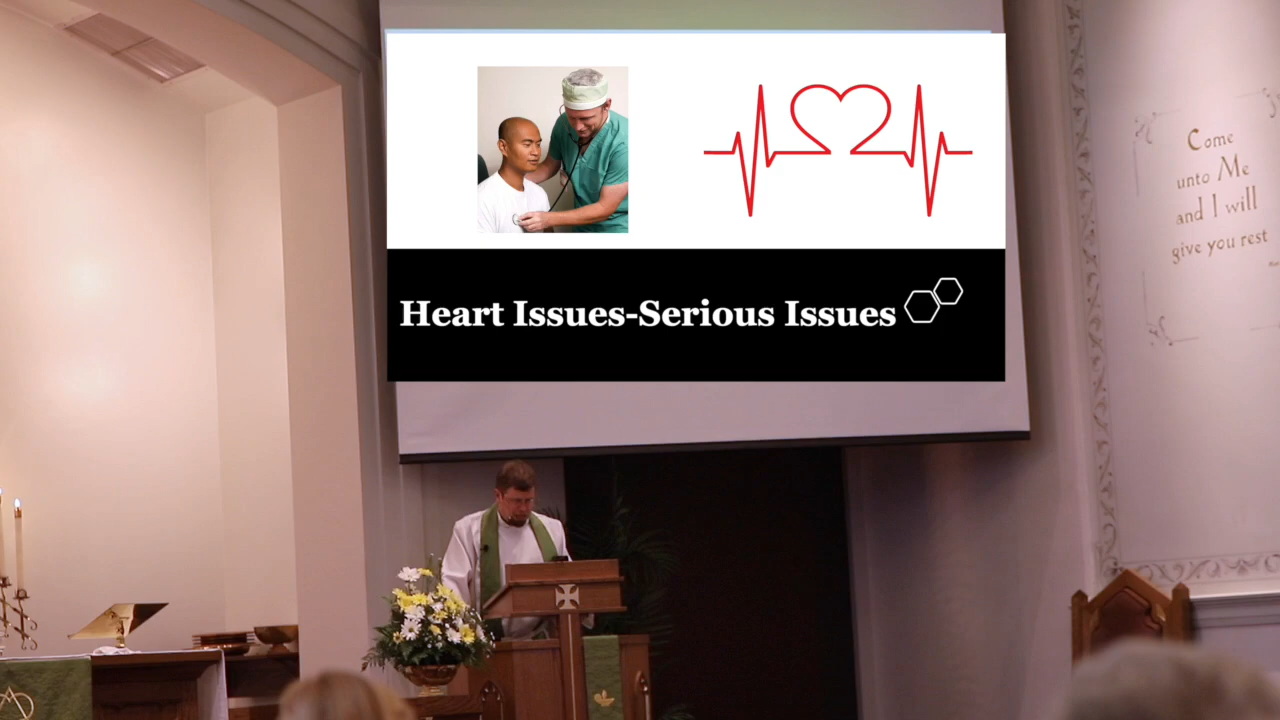 Heart Issues-Serious Issues
Come
unto Me
and I will
give you rest